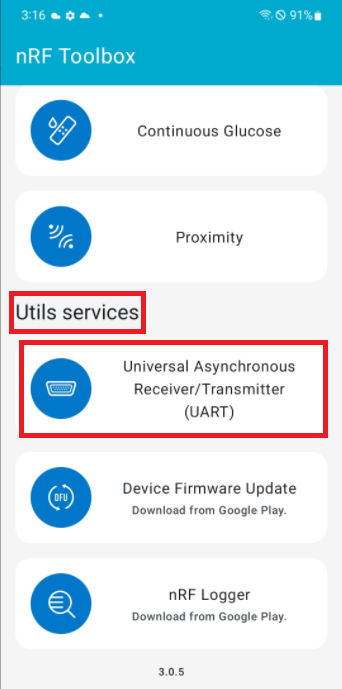 3:16
91%
nRF Toolbox
Continuous Glucose
Proximity
Utils services
Universal Asynchronous
Receiver/Transmitter
(UART)
DFU
Device Firmware Update
Download from Google Play.
nRF Logger
Download from Google Play.
3.0.5